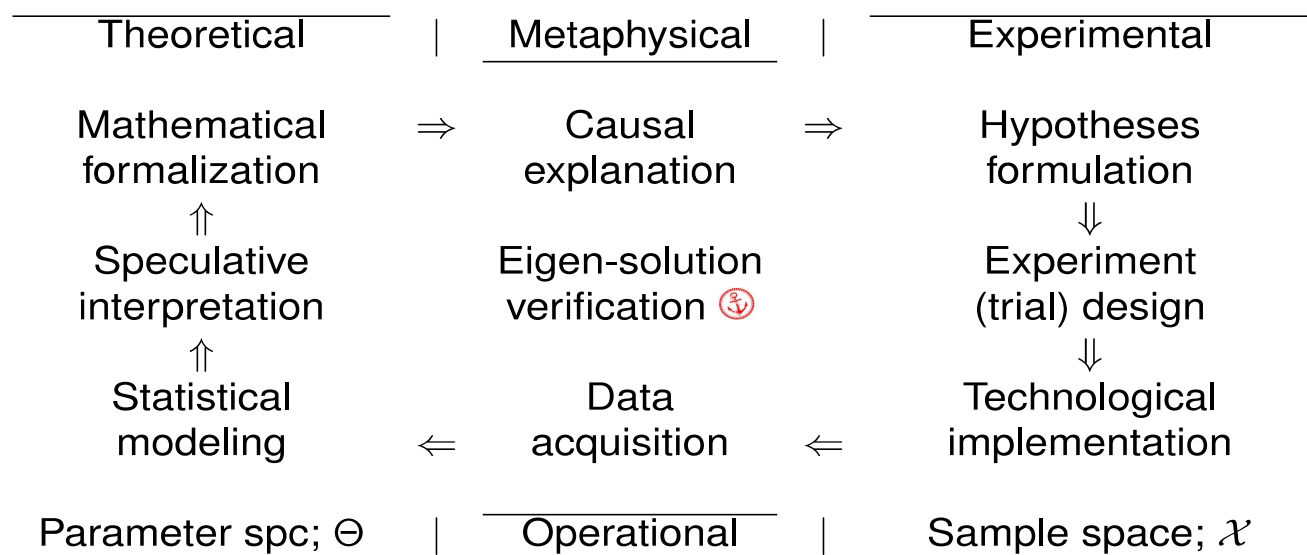 Theoretical | Metaphysical | Experimental
Mathematical ⇒ Causal ⇒ Hypotheses
formalization explanation formulation
⇑ ⇓
Speculative Eigen-solution Experiment
interpretation verification (trial) design
⇑ ⇓
Statistical Data Technological
modeling ⇐ acquisition ⇐ implementation
Parameter spc; Θ | Operational | Sample space; 𝒳